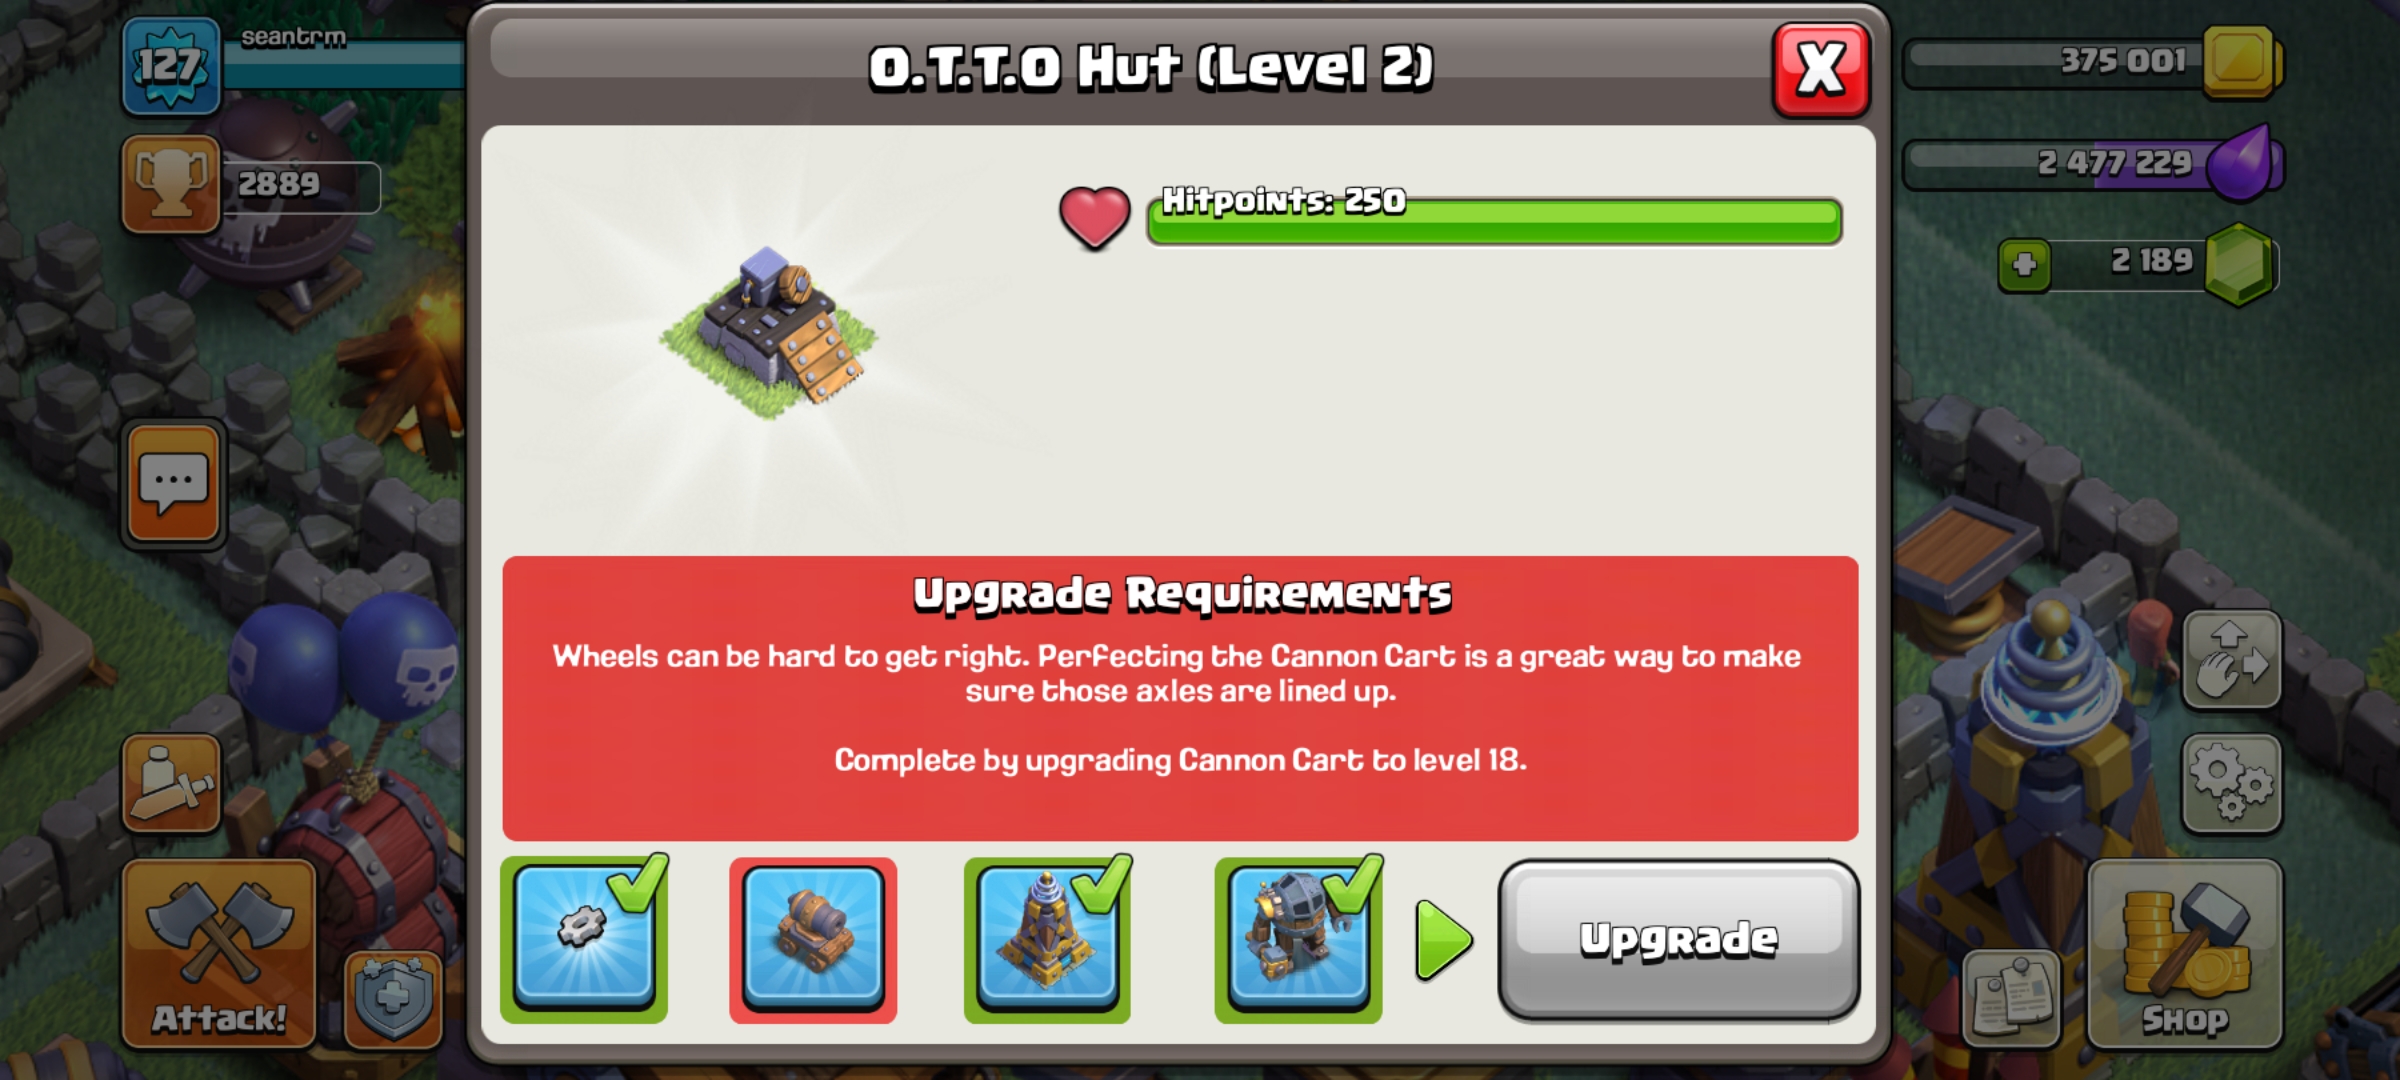 127
seantrm
2889
O.T.T.O Hut (Level 2)
X
375 001
2 477 229
2 189
Hitpoints: 250
Upgrade Requirements
Wheels can be hard to get right. Perfecting the Cannon Cart is a great way to make
sure those axles are lined up.
Complete by upgrading Cannon Cart to level 18.
Upgrade
Attack!
Shop